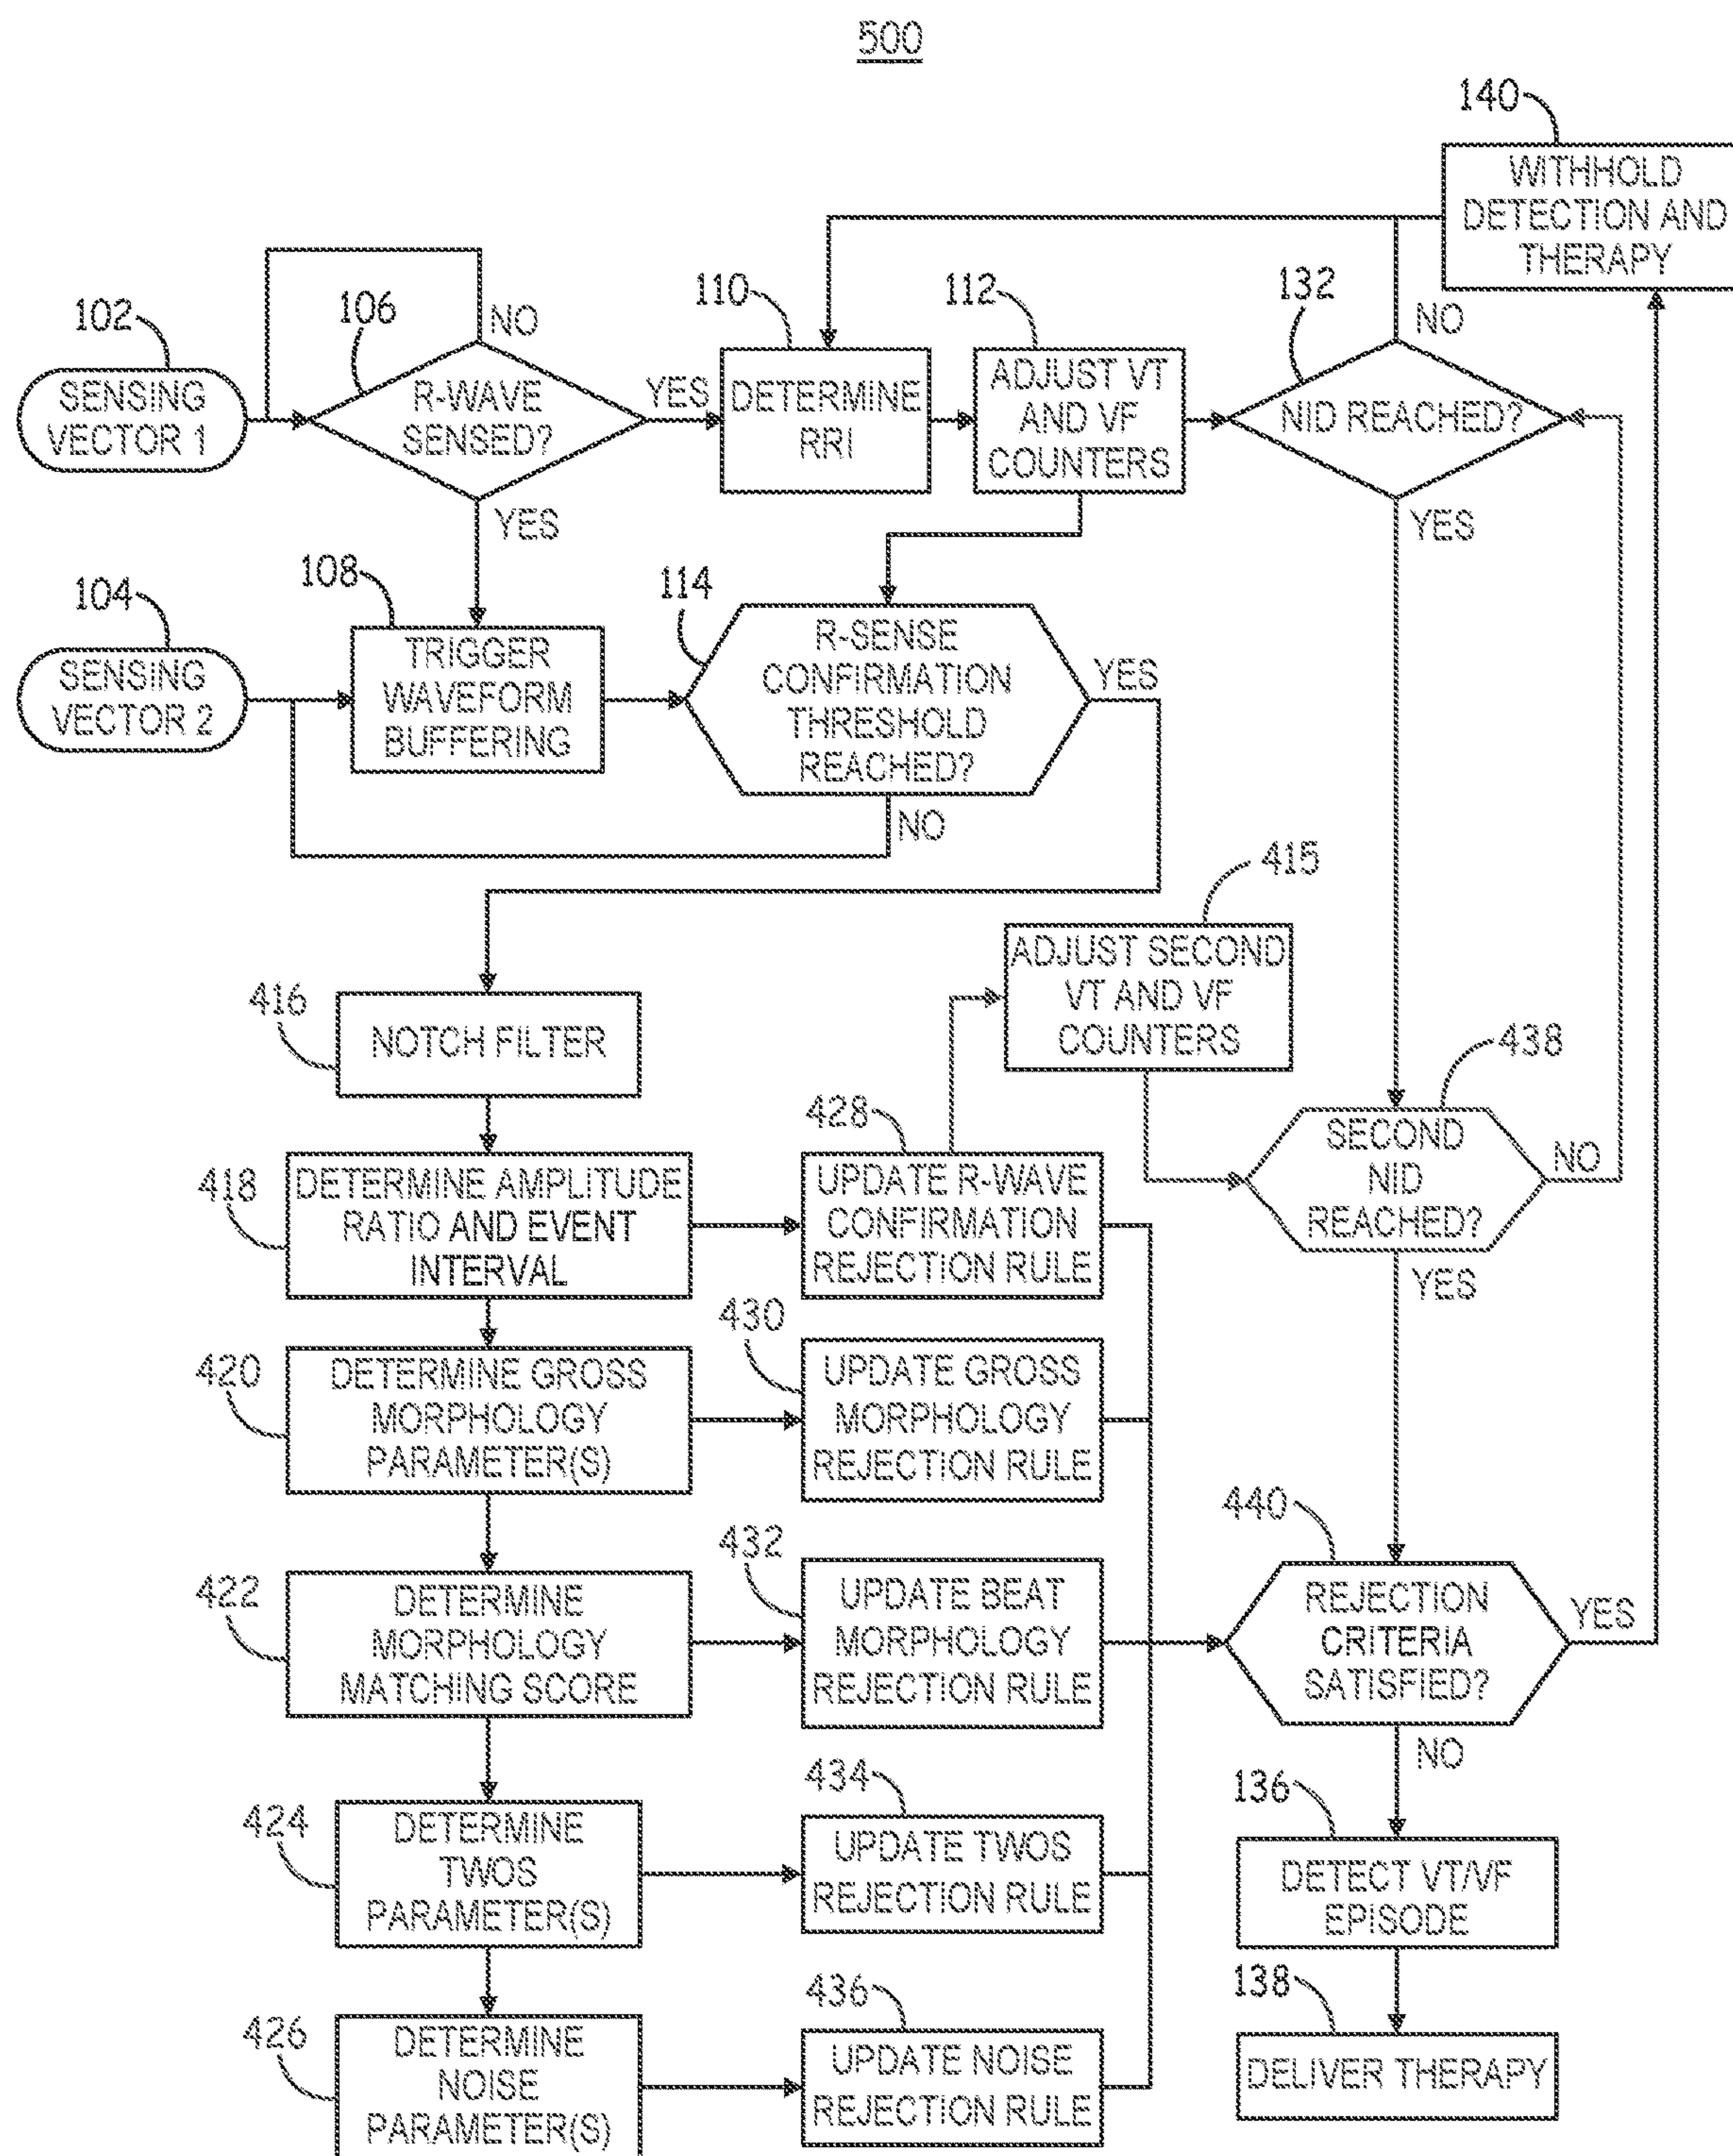 500
140
WITHHOLD
DETECTION AND
THERAPY
102
SENSING
VECTOR 1
106
R-WAVE
SENSED?
NO
YES
YES
110
DETERMINE
RRI
112
ADJUST VT
AND VF
COUNTERS
132
NID REACHED?
NO
YES
104
SENSING
VECTOR 2
108
TRIGGER
WAVEFORM
BUFFERING
114
R-SENSE
CONFIRMATION
THRESHOLD
REACHED?
YES
NO
415
ADJUST SECOND
VT AND VF
COUNTERS
416
NOTCH FILTER
438
SECOND
NID
REACHED?
NO
YES
418
DETERMINE AMPLITUDE
RATIO AND EVENT
INTERVAL
428
UPDATE R-WAVE
CONFIRMATION
REJECTION RULE
420
DETERMINE GROSS
MORPHOLOGY
PARAMETER(S)
430
UPDATE GROSS
MORPHOLOGY
REJECTION RULE
422
DETERMINE
MORPHOLOGY
MATCHING SCORE
432
UPDATE BEAT
MORPHOLOGY
REJECTION RULE
440
REJECTION
CRITERIA
SATISFIED?
YES
NO
424
DETERMINE
TWOS
PARAMETER(S)
434
UPDATE TWOS
REJECTION RULE
136
DETECT VT/VF
EPISODE
426
DETERMINE
NOISE
PARAMETER(S)
436
UPDATE NOISE
REJECTION RULE
138
DELIVER THERAPY